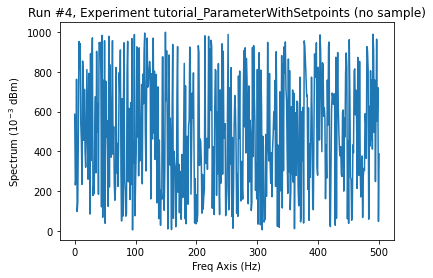 Run #4, Experiment tutorial_ParameterWithSetpoints (no sample)
Spectrum (10⁻³ dBm)
1000
800
600
400
200
0
0 100 200 300 400 500
Freq Axis (Hz)